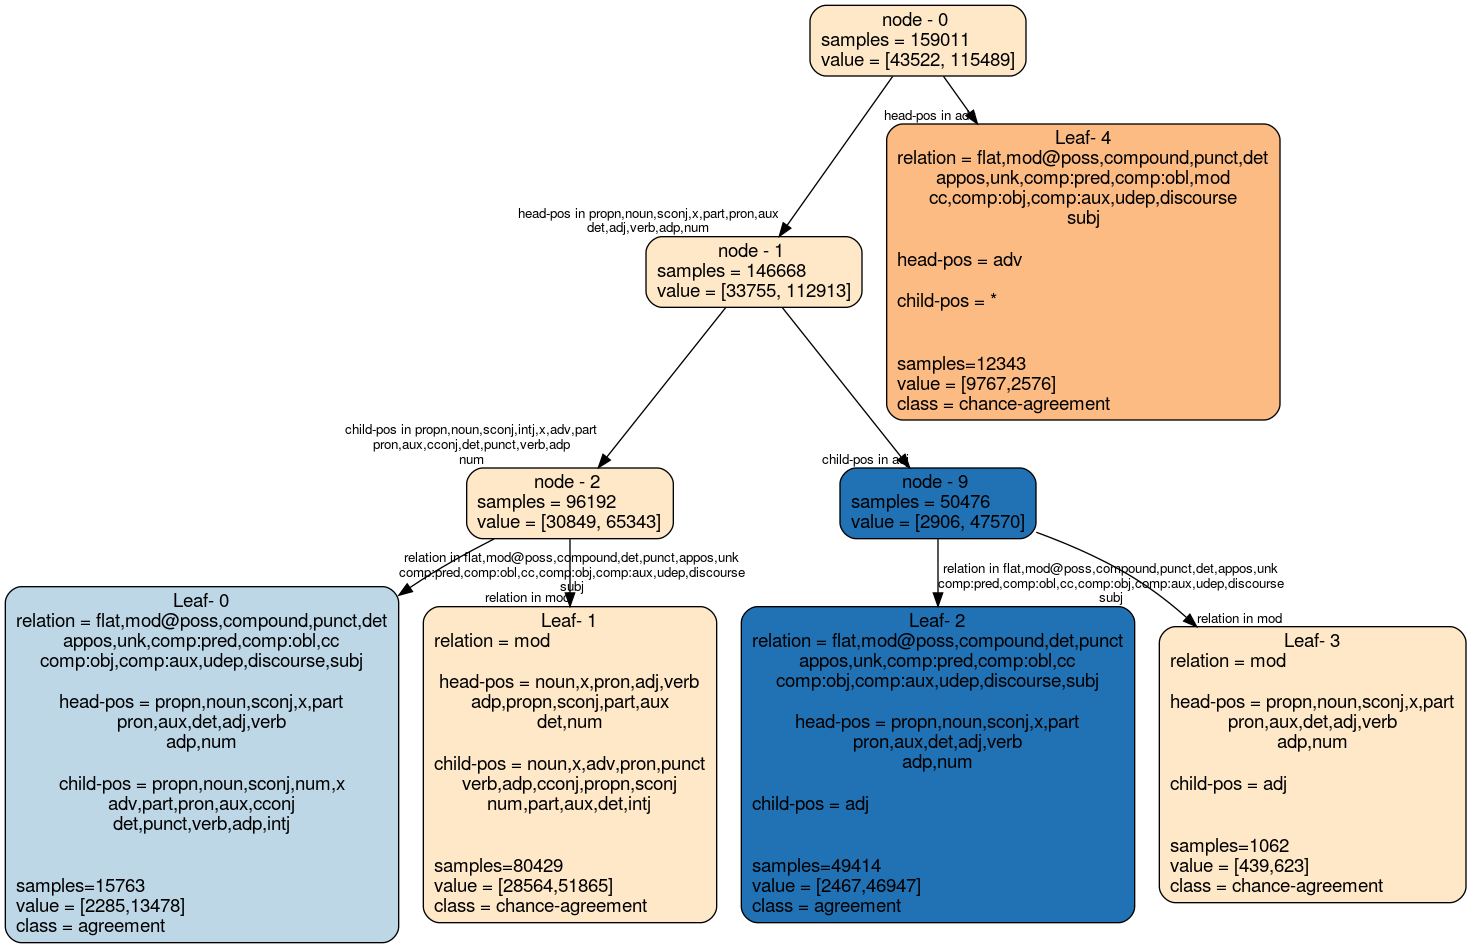 node - 0
samples = 159011
value = [43522, 115489]
head-pos in
Leaf- 4
relation = flat,mod@poss,compound,punct,det
appos,unk,comp:pred,comp:obl,mod
cc,comp:obj,comp:aux,udep,discourse
subj
head-pos = adv
child-pos = *
samples=12343
value = [9767,2576]
class = chance-agreement
head-pos in propn,noun,sconj,x,part,pron,aux
det,adj,verb,adp,num
node - 1
samples = 146668
value = [33755, 112913]
child-pos in propn,noun,sconj,intj,x,adv,part
pron,aux,cconj,det,punct,verb,adp
num
child-pos in adj
node - 2
samples = 96192
value = [30849, 65343]
node - 9
samples = 50476
value = [2906, 47570]
relation in flat,mod@poss,compound,det,punct,appos,unk
comp:pred,comp:obl,cc,comp:obj,comp:aux,udep,discourse
subj
relation in mod
relation in flat,mod@poss,compound,punct,det,appos,unk
comp:pred,comp:obl,cc,comp:obj,comp:aux,udep,discourse
subj
relation in mod
Leaf- 0
relation = flat,mod@poss,compound,punct,det
appos,unk,comp:pred,comp:obl,cc
comp:obj,comp:aux,udep,discourse,subj
head-pos = propn,noun,sconj,x,part
pron,aux,det,adj,verb
adp,num
child-pos = propn,noun,sconj,num,x
adv,part,pron,aux,cconj
det,punct,verb,adp,intj
samples=15763
value = [2285,13478]
class = agreement
Leaf- 1
relation = mod
head-pos = noun,x,pron,adj,verb
adp,propn,sconj,part,aux
det,num
child-pos = noun,x,adv,pron,punct
verb,adp,cconj,propn,sconj
num,part,aux,det,intj
samples=80429
value = [28564,51865]
class = chance-agreement
Leaf- 2
relation = flat,mod@poss,compound,det,punct
appos,unk,comp:pred,comp:obl,cc
comp:obj,comp:aux,udep,discourse,subj
head-pos = propn,noun,sconj,x,part
pron,aux,det,adj,verb
adp,num
child-pos = adj
samples=49414
value = [2467,46947]
class = agreement
Leaf- 3
relation = mod
head-pos = propn,noun,sconj,x,part
pron,aux,det,adj,verb
adp,num
child-pos = adj
samples=1062
value = [439,623]
class = chance-agreement